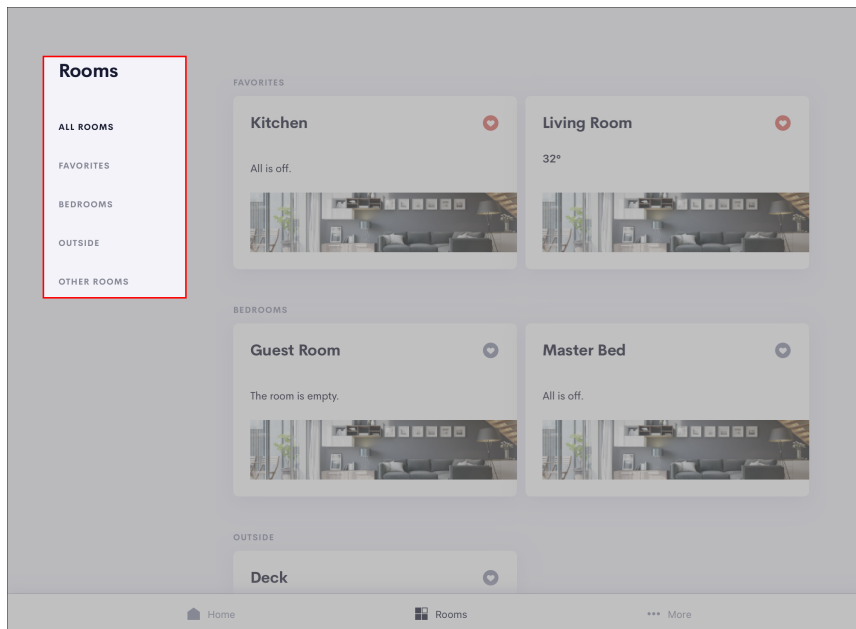 Rooms
ALL ROOMS
FAVORITES
BEDROOMS
OUTSIDE
OTHER ROOMS
FAVORITES
Kitchen
All is off.
Living Room
32°
BEDROOMS
Guest Room
The room is empty.
Master Bed
All is off.
OUTSIDE
Deck
Home
Rooms
More